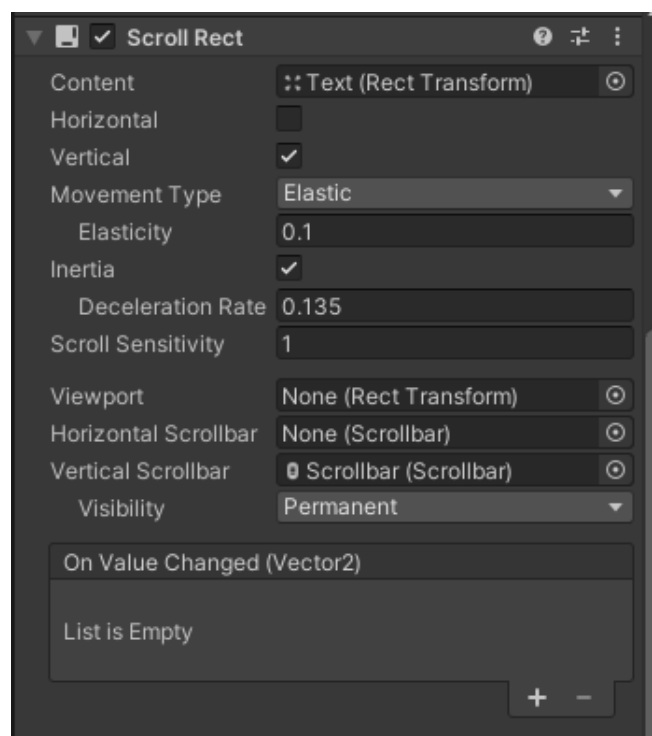 Scroll Rect
Content Text (Rect Transform)
Horizontal
Vertical
Movement Type Elastic
Elasticity 0.1
Inertia
Deceleration Rate 0.135
Scroll Sensitivity 1
Viewport None (Rect Transform)
Horizontal Scrollbar None (Scrollbar)
Vertical Scrollbar Scrollbar (Scrollbar)
Visibility Permanent
On Value Changed (Vector2)
List is Empty